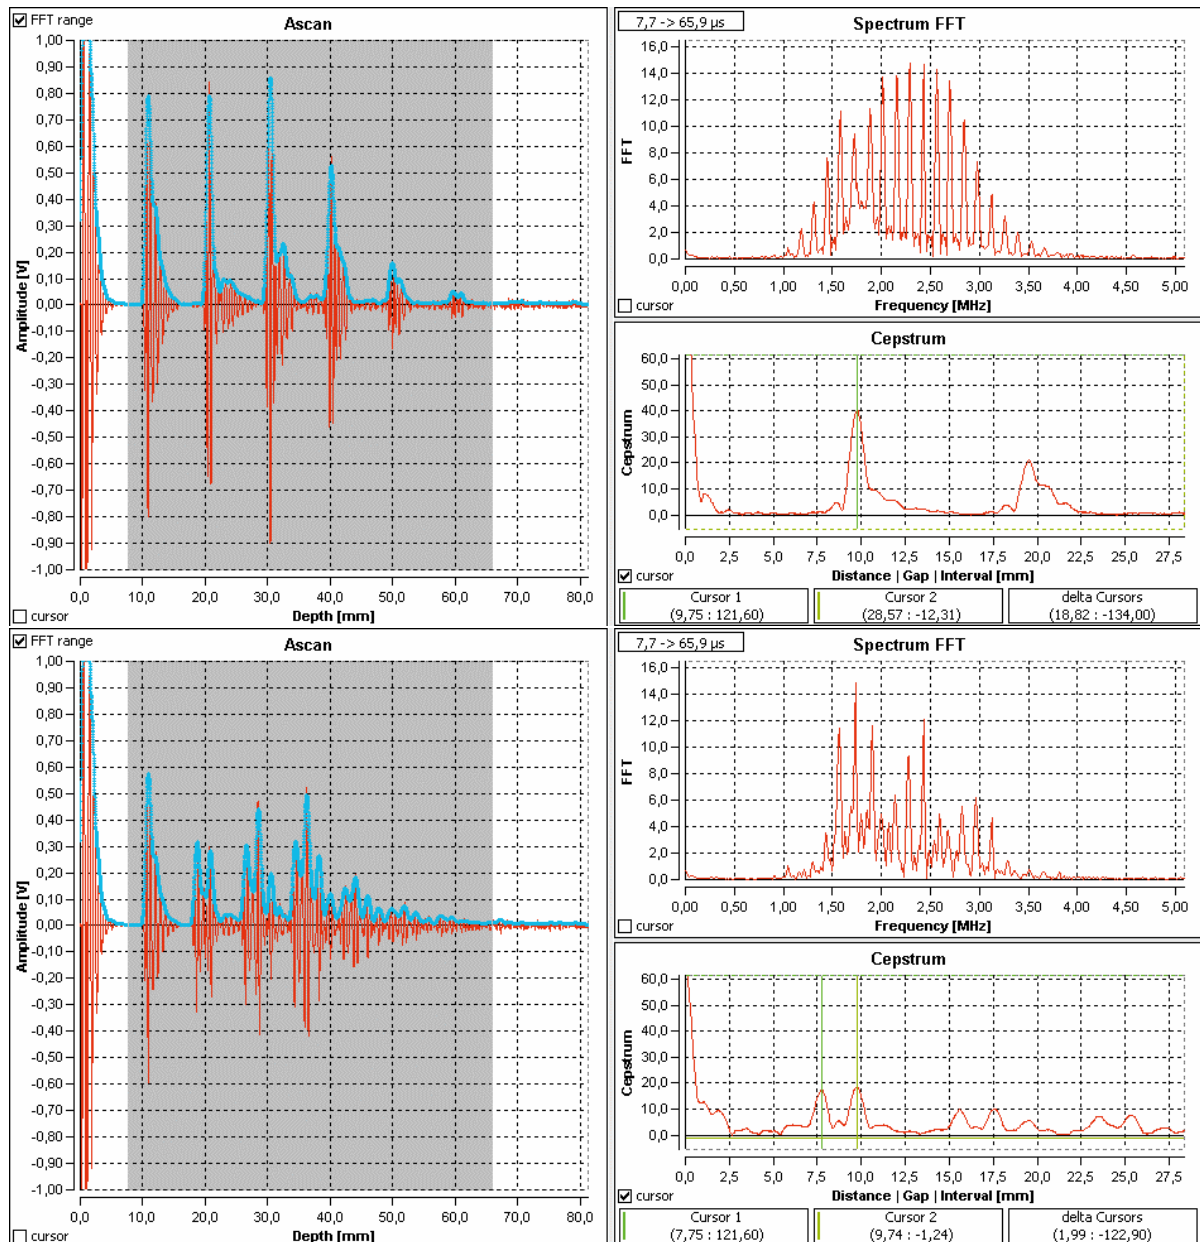 FFT range
Ascan
1,00
0,90
0,80
0,70
0,60
0,50
0,40
0,30
0,20
0,10
0,00
-0,10
-0,20
-0,30
-0,40
-0,50
-0,60
-0,70
-0,80
-0,90
-1,00
Amplitude [V]
0,0 10,0 20,0 30,0 40,0 50,0 60,0 70,0 80,0
cursor
Depth [mm]
7,7 -> 65,9 µs
Spectrum FFT
16,0
14,0
12,0
10,0
8,0
6,0
4,0
2,0
0,0
FFT
0,00 0,50 1,00 1,50 2,00 2,50 3,00 3,50 4,00 4,50 5,00
cursor
Frequency [MHz]
Cepstrum
60,0
50,0
40,0
30,0
20,0
10,0
0,0
Cepstrum
0,0 2,5 5,0 7,5 10,0 12,5 15,0 17,5 20,0 22,5 25,0 27,5
cursor
Distance | Gap | Interval [mm]
Cursor 1
(9,75 : 121,60)
Cursor 2
(28,57 : -12,31)
delta Cursors
(18,82 : -134,00)
FFT range
Ascan
1,00
0,90
0,80
0,70
0,60
0,50
0,40
0,30
0,20
0,10
0,00
-0,10
-0,20
-0,30
-0,40
-0,50
-0,60
-0,70
-0,80
-0,90
-1,00
Amplitude [V]
0,0 10,0 20,0 30,0 40,0 50,0 60,0 70,0 80,0
cursor
Depth [mm]
7,7 -> 65,9 µs
Spectrum FFT
16,0
14,0
12,0
10,0
8,0
6,0
4,0
2,0
0,0
FFT
0,00 0,50 1,00 1,50 2,00 2,50 3,00 3,50 4,00 4,50 5,00
cursor
Frequency [MHz]
Cepstrum
60,0
50,0
40,0
30,0
20,0
10,0
0,0
Cepstrum
0,0 2,5 5,0 7,5 10,0 12,5 15,0 17,5 20,0 22,5 25,0 27,5
cursor
Distance | Gap | Interval [mm]
Cursor 1
(7,75 : 121,60)
Cursor 2
(9,74 : -1,24)
delta Cursors
(1,99 : -122,90)